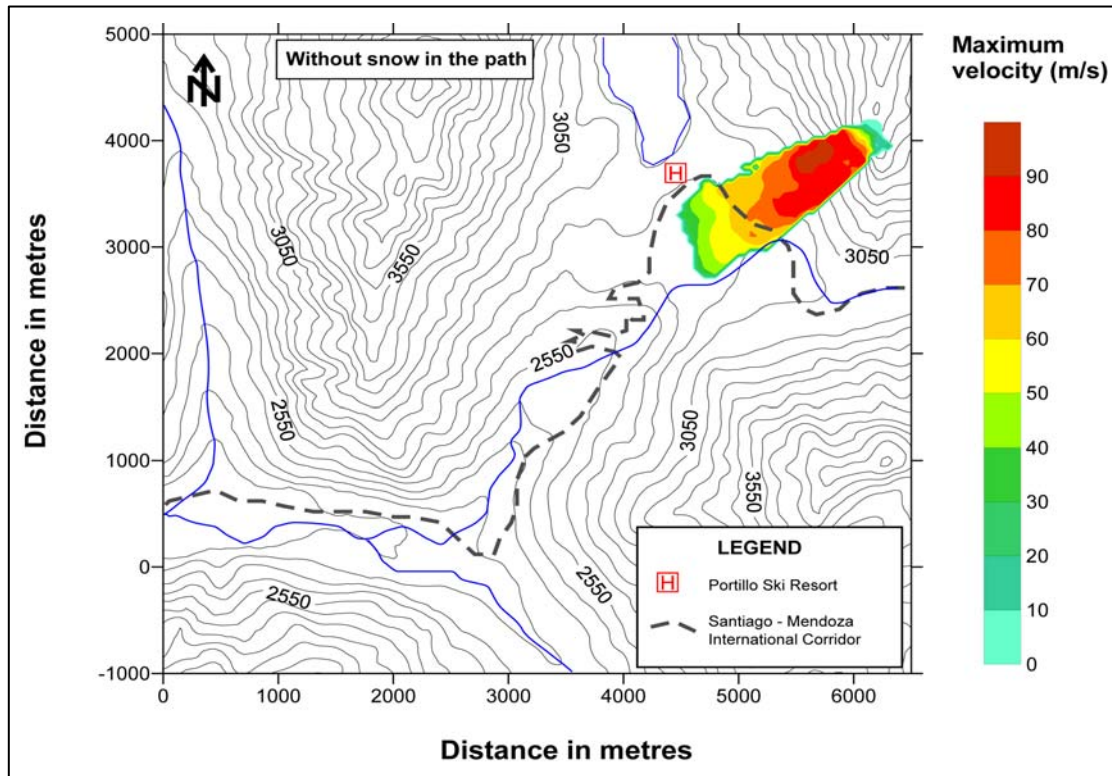 Without snow in the path
N
Maximum
velocity (m/s)
5000
4000
3000
2000
1000
0
-1000
Distance in metres
3050
3050
3550
3050
2550
2550
3050
3550
2550
2550
H
90
80
70
60
50
40
30
20
10
0
LEGEND
H
Portillo Ski Resort
Santiago - Mendoza
International Corridor
0
1000
2000
3000
4000
5000
6000
Distance in metres